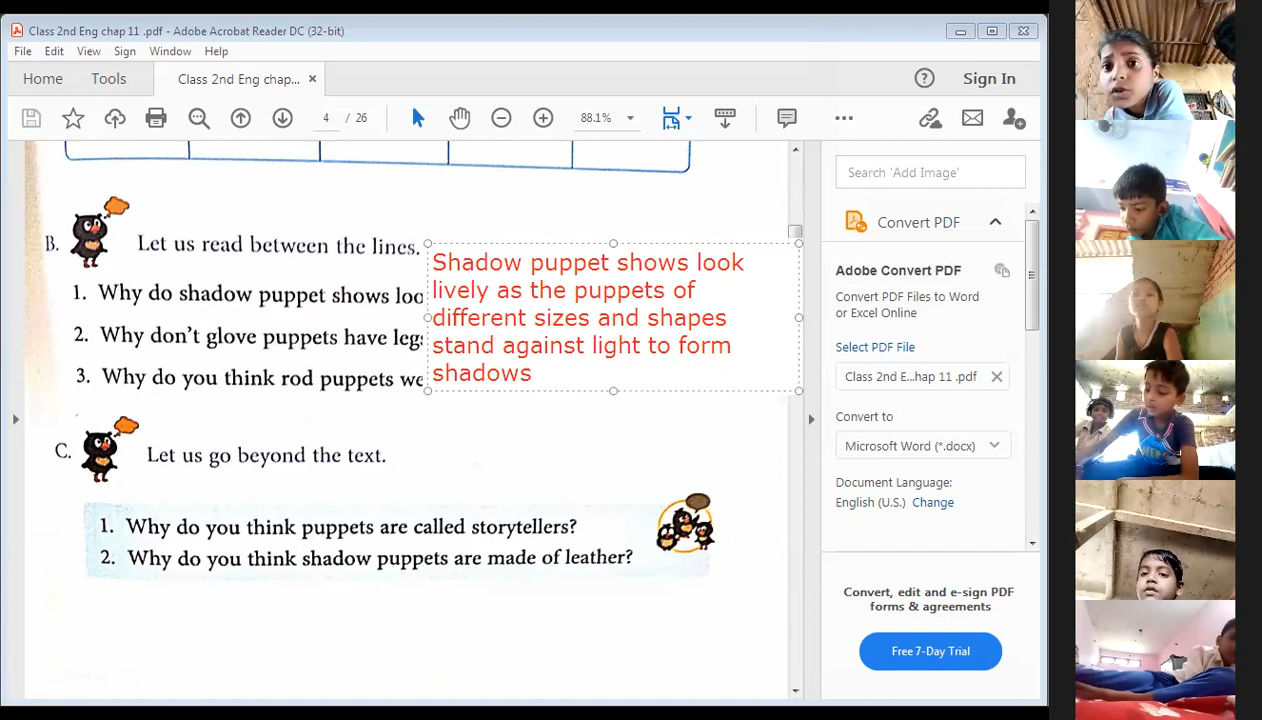 Class 2nd Eng chap 11 .pdf - Adobe Acrobat Reader DC (32-bit)
File Edit View Sign Window Help
Home Tools Class 2nd Eng chap... × Sign In
4 / 26 88.1%
B. Let us read between the lines.
1. Why do shadow puppet shows loo
2. Why don't glove puppets have legs
3. Why do you think rod puppets we
Shadow puppet shows look
lively as the puppets of
different sizes and shapes
stand against light to form
shadows
C. Let us go beyond the text.
1. Why do you think puppets are called storytellers?
2. Why do you think shadow puppets are made of leather?
Search 'Add Image'
Convert PDF
Adobe Convert PDF
Convert PDF Files to Word
or Excel Online
Select PDF File
Class 2nd E...hap 11 .pdf
Convert to
Microsoft Word (*.docx)
Document Language:
English (U.S.) Change
Convert, edit and e-sign PDF
forms & agreements
Free 7-Day Trial